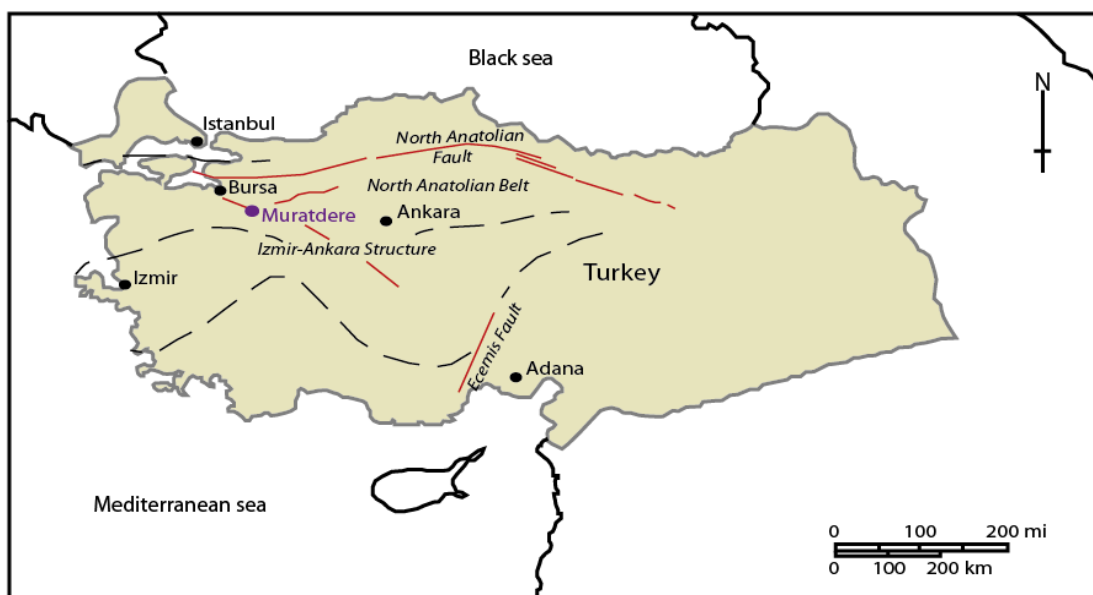 Black sea
N
Istanbul
North Anatolian
Fault
Bursa
North Anatolian Belt
Muratdere
Ankara
Izmir-Ankara Structure
Izmir
Turkey
Ecemis Fault
Adana
Mediterranean sea
0 100 200 mi
0 100 200 km